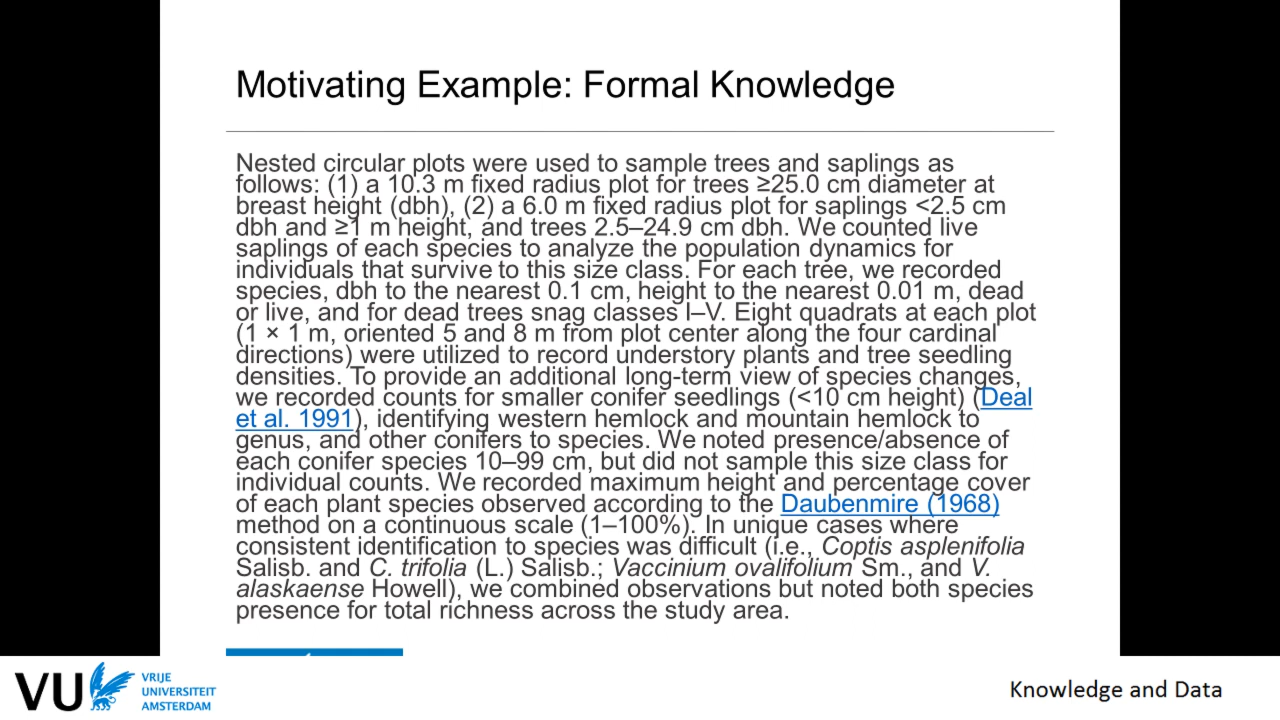 Motivating Example: Formal Knowledge
Nested circular plots were used to sample trees and saplings as
follows: (1) a 10.3 m fixed radius plot for trees ≥25.0 cm diameter at
breast height (dbh), (2) a 6.0 m fixed radius plot for saplings <2.5 cm
dbh and ≥1 m height, and trees 2.5–24.9 cm dbh. We counted live
saplings of each species to analyze the population dynamics for
individuals that survive to this size class. For each tree, we recorded
species, dbh to the nearest 0.1 cm, height to the nearest 0.01 m, dead
or live, and for dead trees snag classes I–V. Eight quadrats at each plot
(1 × 1 m, oriented 5 and 8 m from plot center along the four cardinal
directions) were utilized to record understory plants and tree seedling
densities. To provide an additional long-term view of species changes,
we recorded counts for smaller conifer seedlings (<10 cm height) (Deal
et al. 1991), identifying western hemlock and mountain hemlock to
genus, and other conifers to species. We noted presence/absence of
each conifer species 10–99 cm, but did not sample this size class for
individual counts. We recorded maximum height and percentage cover
of each plant species observed according to the Daubenmire (1968)
method on a continuous scale (1–100%). In unique cases where
consistent identification to species was difficult (i.e., Coptis asplenifolia
Salisb. and C. trifolia (L.) Salisb.; Vaccinium ovalifolium Sm., and V.
alaskaense Howell), we combined observations but noted both species
presence for total richness across the study area.
VU VRIJE
UNIVERSITEIT
AMSTERDAM
Knowledge and Data